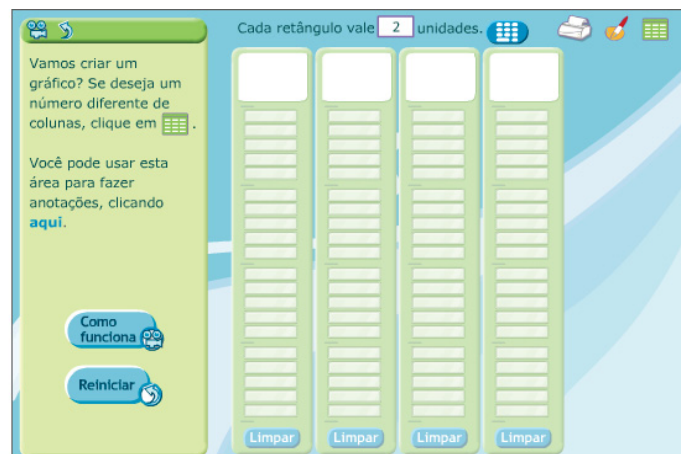 Cada retângulo vale 2 unidades.
Vamos criar um
gráfico? Se deseja um
número diferente de
colunas, clique em .
Você pode usar esta
área para fazer
anotações, clicando
aqui.
Como
funciona
Reiniciar
Limpar Limpar Limpar Limpar